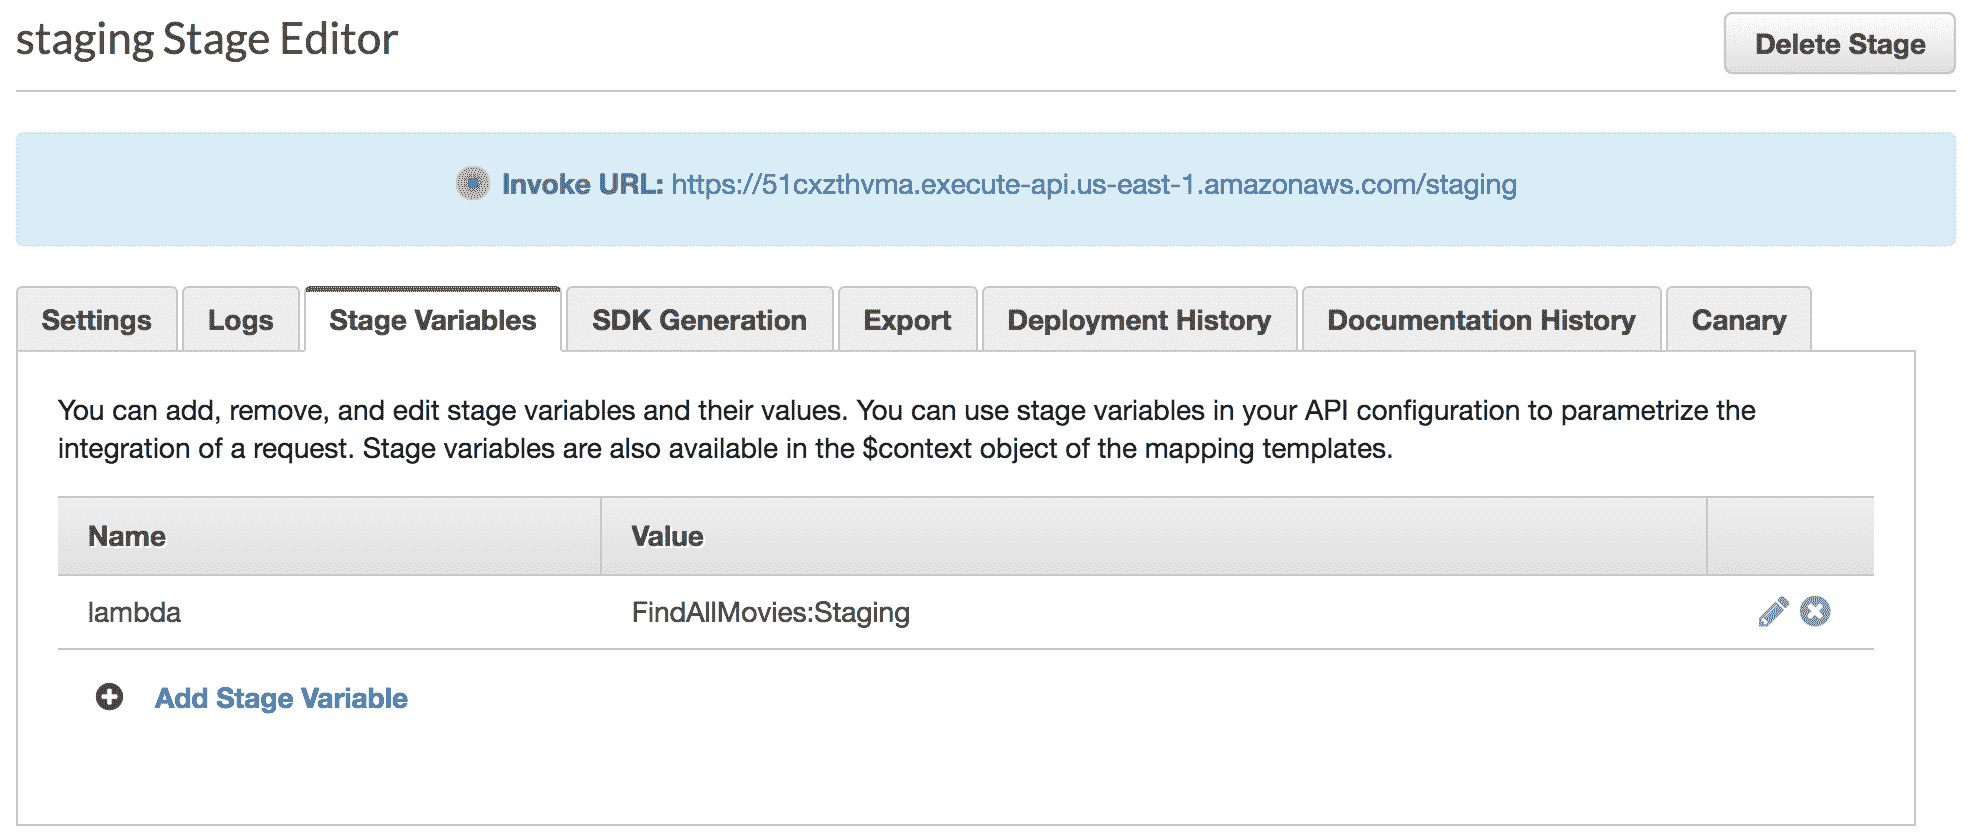 staging Stage Editor
Delete Stage
Invoke URL: https://51cxzthvma.execute-api.us-east-1.amazonaws.com/staging
Settings Logs Stage Variables SDK Generation Export Deployment History Documentation History Canary
You can add, remove, and edit stage variables and their values. You can use stage variables in your API configuration to parametrize the
integration of a request. Stage variables are also available in the $context object of the mapping templates.
Name Value
lambda FindAllMovies:Staging
Add Stage Variable